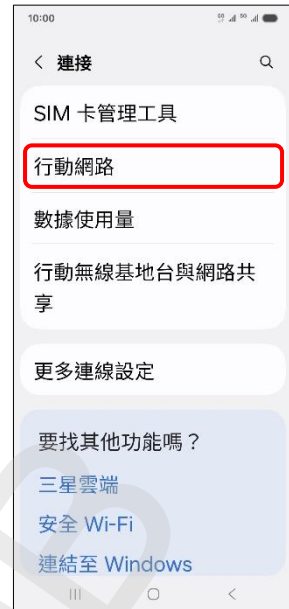 10:00
連接
SIM 卡管理工具
行動網路
數據使用量
行動無線基地台與網路共
享
更多連線設定
要找其他功能嗎？
三星雲端
安全 Wi-Fi
連結至 Windows